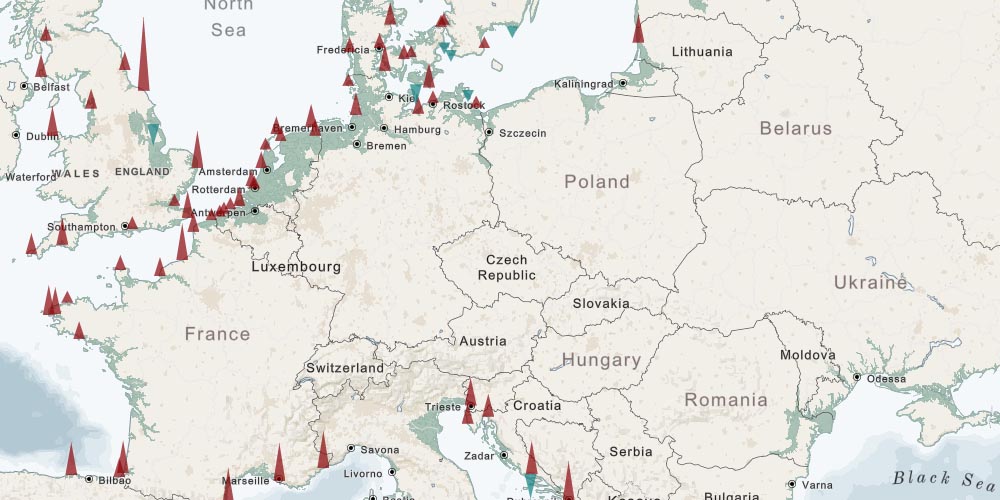 North
Sea
Lithuania
Fredericia
Kaliningrad
Belfast
Kiel
Rostock
Belarus
Bremerhaven
Hamburg
Szczecin
Dublin
Bremen
Waterford
WALES
ENGLAND
Amsterdam
Poland
Rotterdam
Antwerpen
Southampton
Luxembourg
Czech
Republic
Ukraine
Slovakia
France
Austria
Hungary
Moldova
Switzerland
Odessa
Trieste
Croatia
Romania
Savona
Zadar
Serbia
Livorno
Marseille
Bilbao
Black Sea
Varna
Bulgaria
Kosovo